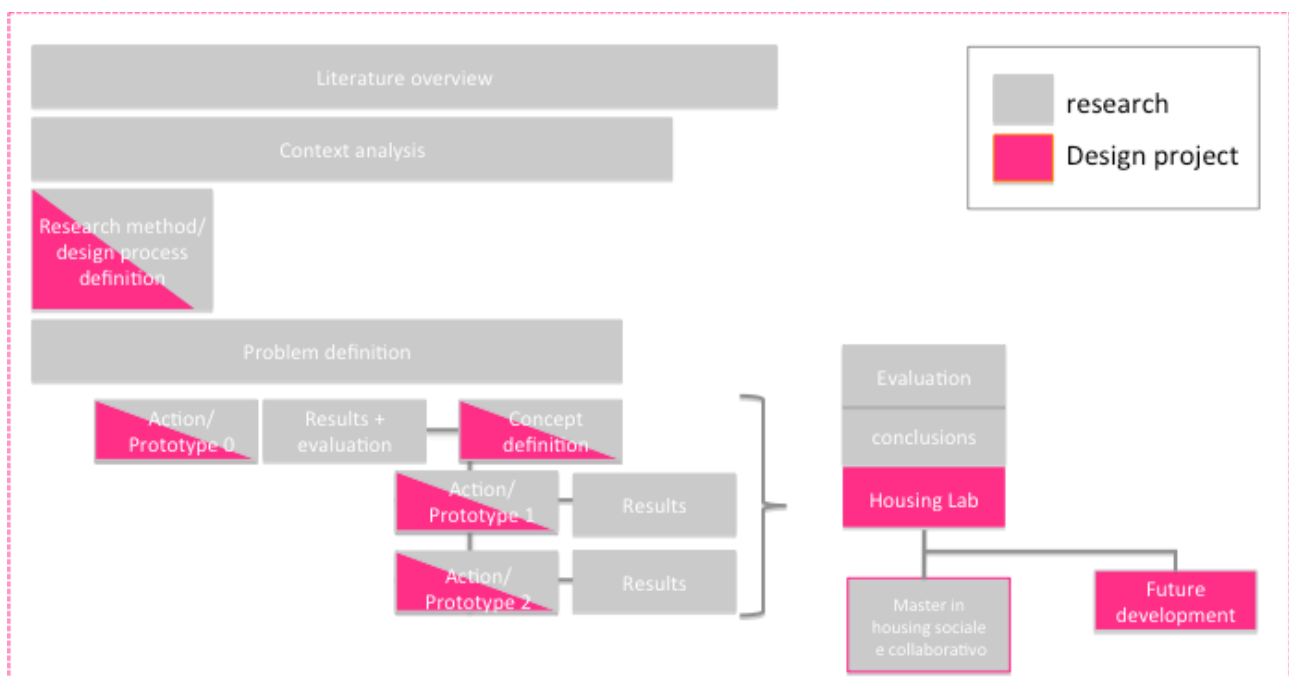 Literature overview
research
Context analysis
Design project
Research method/
design process
definition
Problem definition
Action/
Prototype 0
Results +
evaluation
Concept
definition
Action/
Prototype 1
Results
Action/
Prototype 2
Results
Evaluation
conclusions
Housing Lab
Master in
housing sociale
e collaborativo
Future
development